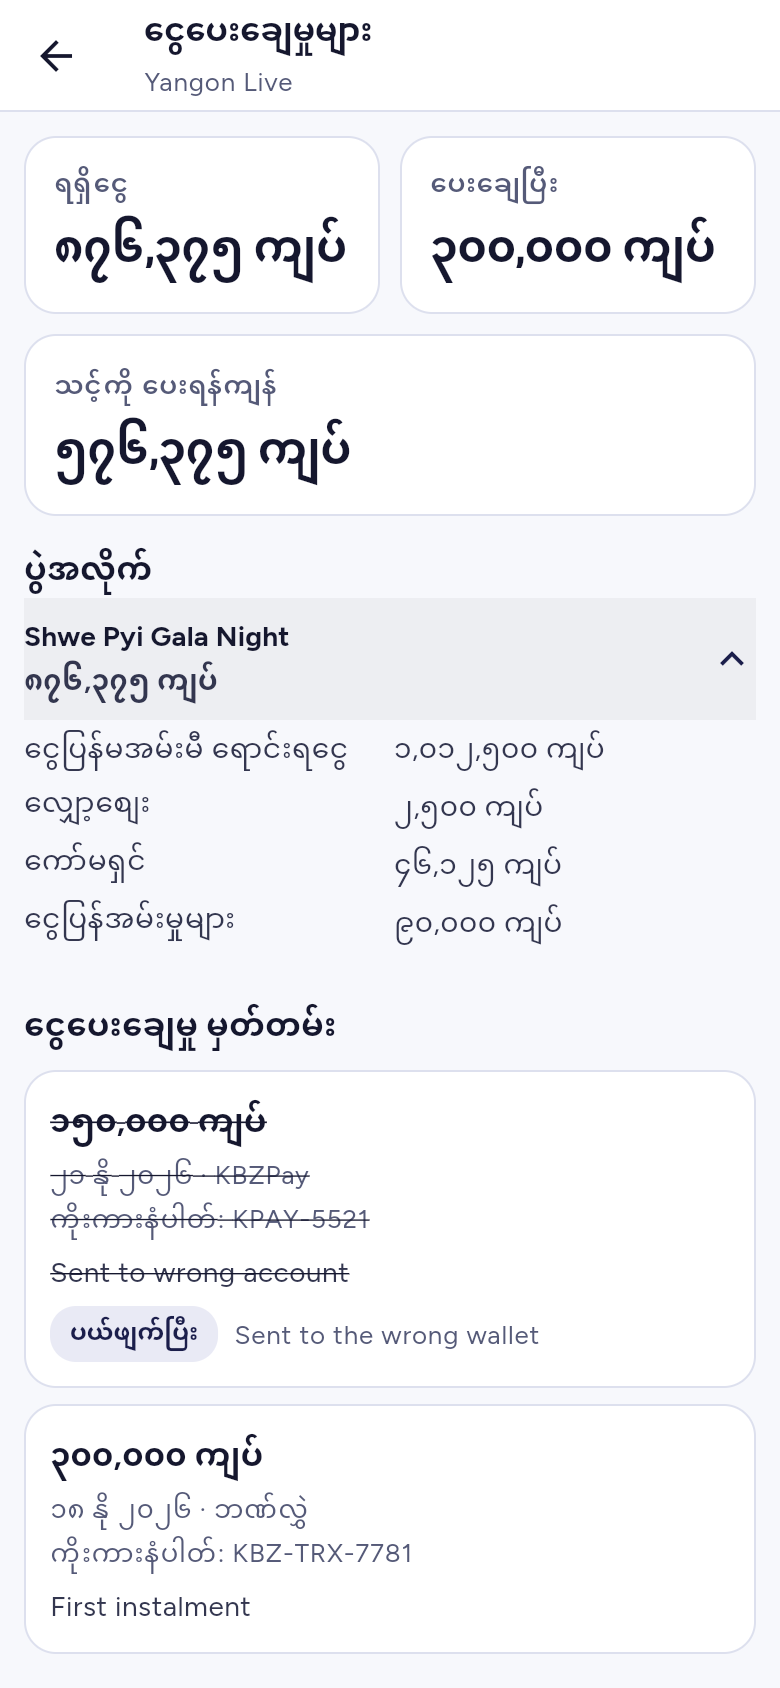 ငွေပေးချေမှုများ
Yangon Live
ရရှိငွေ
၈၇၆,၃၇၅ ကျပ်
ပေးချေပြီး
၃၀၀,၀၀၀ ကျပ်
သင့်ကို ပေးရန်ကျန်
၅၇၆,၃၇၅ ကျပ်
ပွဲအလိုက်
Shwe Pyi Gala Night
၈၇၆,၃၇၅ ကျပ်
ငွေပြန်မအမ်းမီ ရောင်းရငွေ ၁,၀၁၂,၅၀၀ ကျပ်
လျှော့ဈေး ၂,၅၀၀ ကျပ်
ကော်မရှင် ၄၆,၁၂၅ ကျပ်
ငွေပြန်အမ်းမှုများ ၉၀,၀၀၀ ကျပ်
ငွေပေးချေမှု မှတ်တမ်း
၁၅၀,၀၀၀ ကျပ်
၂၁ နို ၂၀၂၆ · KBZPay
ကိုးကားနံပါတ်: KPAY-5521
Sent to wrong account
ပယ်ဖျက်ပြီး Sent to the wrong wallet
၃၀၀,၀၀၀ ကျပ်
၁၈ နို ၂၀၂၆ · ဘဏ်လွှဲ
ကိုးကားနံပါတ်: KBZ-TRX-7781
First instalment